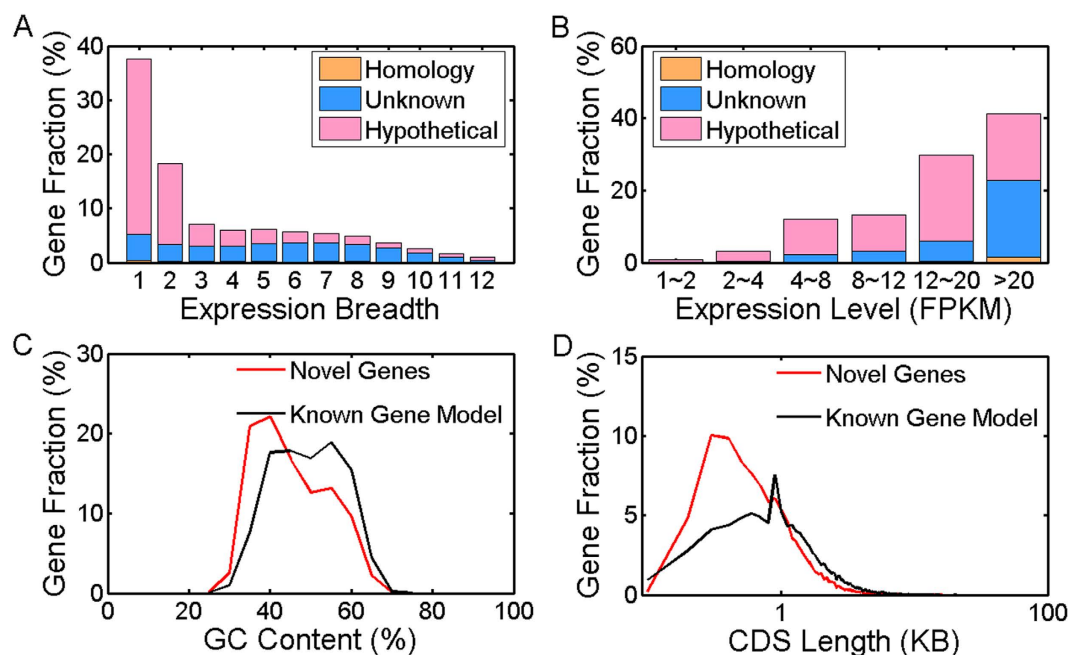 A
Gene Fraction (%)
40
30
20
10
0
Homology
Unknown
Hypothetical
1 2 3 4 5 6 7 8 9 10 11 12
Expression Breadth
B
Gene Fraction (%)
60
40
20
0
Homology
Unknown
Hypothetical
1~2 2~4 4~8 8~12 12~20 >20
Expression Level (FPKM)
C
Gene Fraction (%)
30
20
10
0
Novel Genes
Known Gene Model
0 20 40 60 80 100
GC Content (%)
D
Gene Fraction (%)
15
10
5
0
Novel Genes
Known Gene Model
1 100
CDS Length (KB)